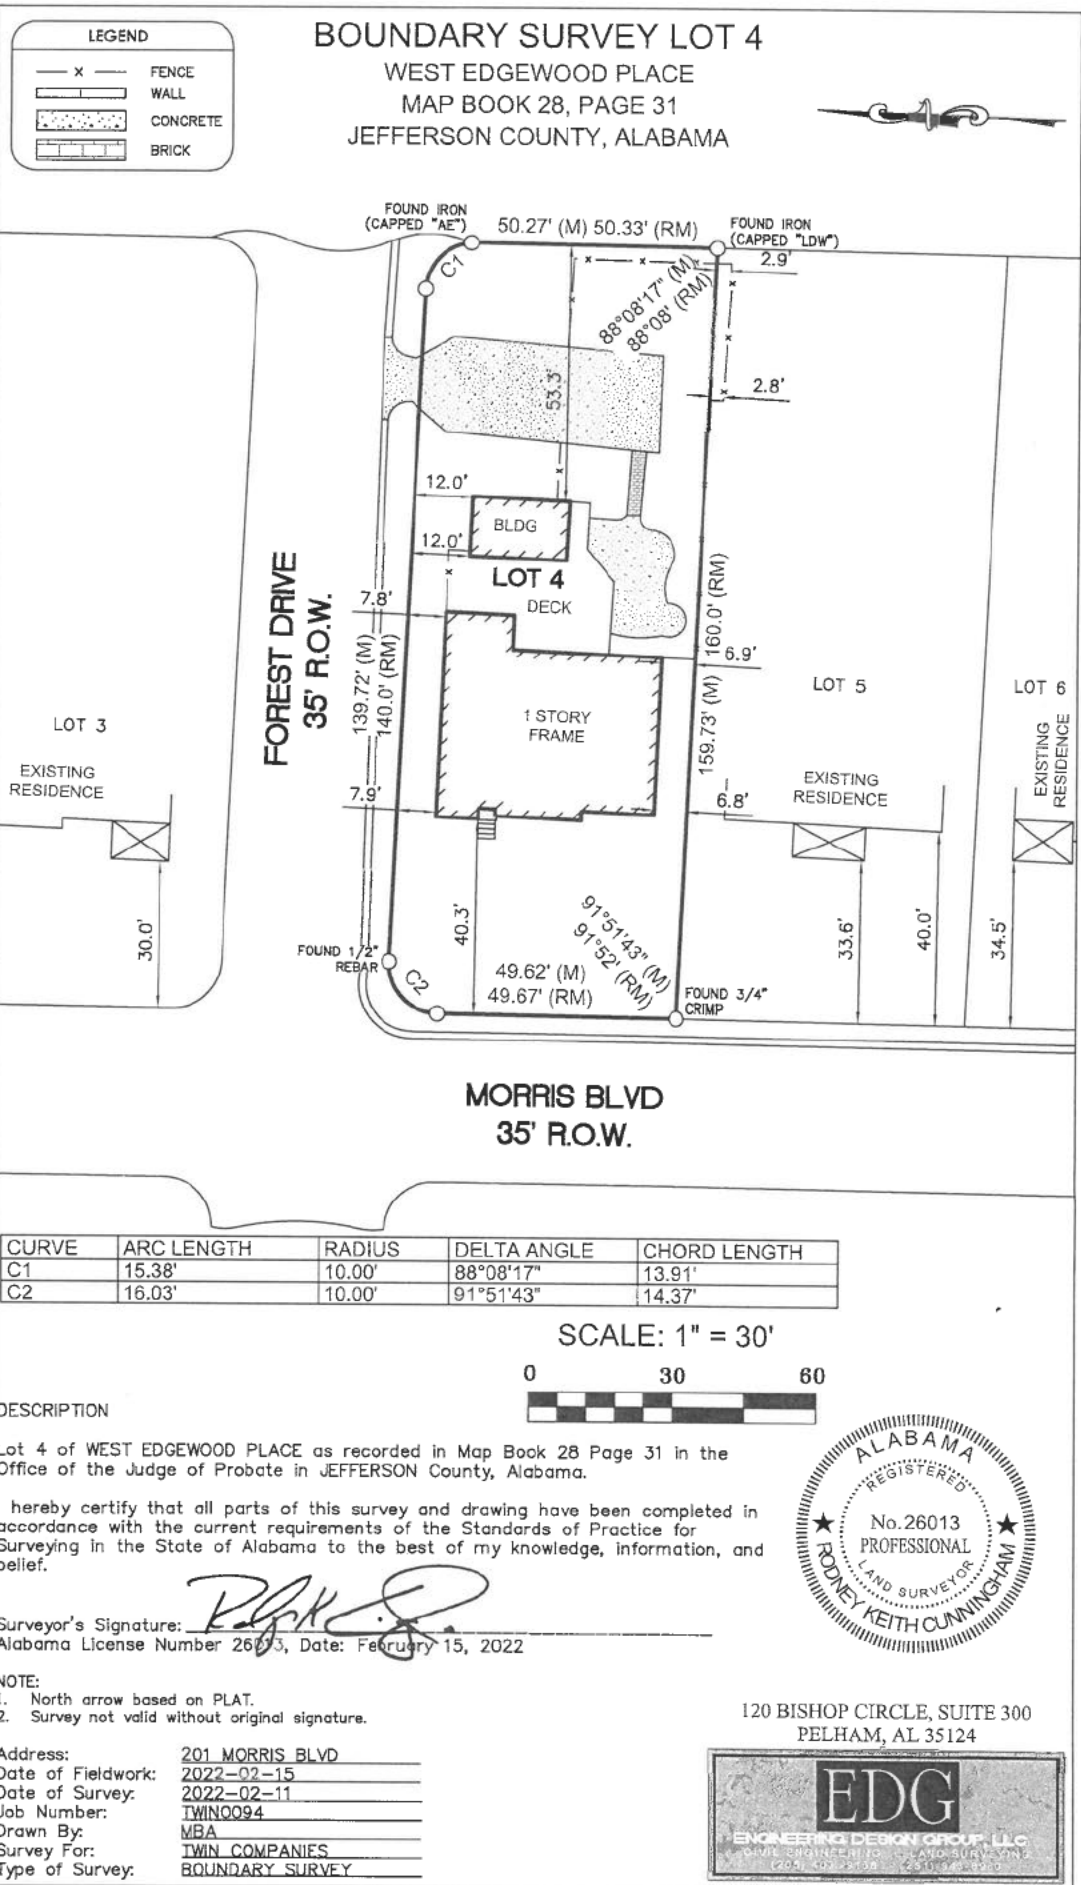 LEGEND
x FENCE
WALL
CONCRETE
BRICK
BOUNDARY SURVEY LOT 4
WEST EDGEWOOD PLACE
MAP BOOK 28, PAGE 31
JEFFERSON COUNTY, ALABAMA
FOUND IRON
(CAPPED "AE")
50.27' (M) 50.33' (RM)
FOUND IRON
(CAPPED "LDW")
C1
2.9'
88°08'17" (M)
88°08' (RM)
53.3'
2.8'
12.0'
BLDG
12.0'
LOT 4
DECK
7.8'
FOREST DRIVE
35' R.O.W.
139.72' (M)
140.0' (RM)
159.73' (M) 160.0' (RM)
6.9'
LOT 5
LOT 6
LOT 3
1 STORY
FRAME
EXISTING
RESIDENCE
EXISTING
RESIDENCE
EXISTING
RESIDENCE
7.9'
6.8'
30.0'
40.3'
91°51'43" (M)
91°52' (RM)
33.6'
40.0'
34.5'
FOUND 1/2"
REBAR
C2
49.62' (M)
49.67' (RM)
FOUND 3/4"
CRIMP
MORRIS BLVD
35' R.O.W.
CURVE ARC LENGTH RADIUS DELTA ANGLE CHORD LENGTH
C1 15.38' 10.00' 88°08'17" 13.91'
C2 16.03' 10.00' 91°51'43" 14.37'
SCALE: 1" = 30'
0 30 60
DESCRIPTION
Lot 4 of WEST EDGEWOOD PLACE as recorded in Map Book 28 Page 31 in the
Office of the Judge of Probate in JEFFERSON County, Alabama.
hereby certify that all parts of this survey and drawing have been completed in
accordance with the current requirements of the Standards of Practice for
Surveying in the State of Alabama to the best of my knowledge, information, and
belief.
Surveyor's Signature:
Alabama License Number 26013, Date: February 15, 2022
ALABAMA
REGISTERED
No.26013
PROFESSIONAL
LAND SURVEYOR
RODNEY KEITH CUNNINGHAM
NOTE:
1. North arrow based on PLAT.
2. Survey not valid without original signature.
Address: 201 MORRIS BLVD
Date of Fieldwork: 2022-02-15
Date of Survey: 2022-02-11
Job Number: TWIN0094
Drawn By: MBA
Survey For: TWIN COMPANIES
Type of Survey: BOUNDARY SURVEY
120 BISHOP CIRCLE, SUITE 300
PELHAM, AL 35124
EDG
ENGINEERING DESIGN GROUP, LLC
CIVIL ENGINEERING LAND SURVEYING